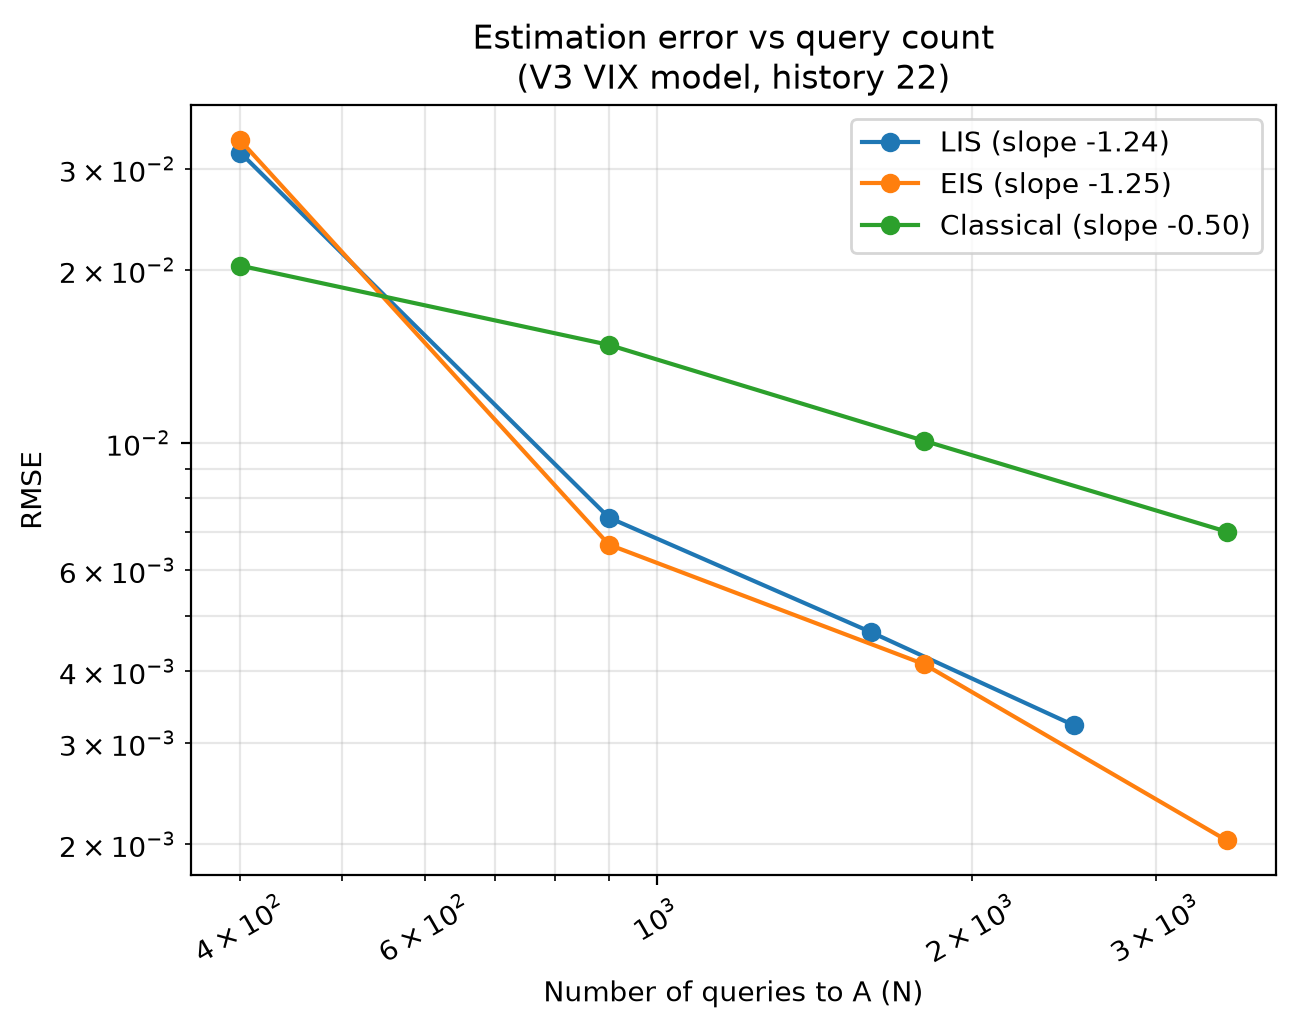 Estimation error vs query count
(V3 VIX model, history 22)
LIS (slope -1.24)
EIS (slope -1.25)
Classical (slope -0.50)
RMSE
3 × 10⁻²
2 × 10⁻²
10⁻²
6 × 10⁻³
4 × 10⁻³
3 × 10⁻³
2 × 10⁻³
4 × 10²
6 × 10²
10³
2 × 10³
3 × 10³
Number of queries to A (N)